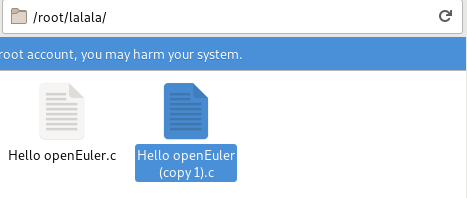 /root/lalala/
root account, you may harm your system.
Hello openEuler.c
Hello openEuler
(copy 1).c